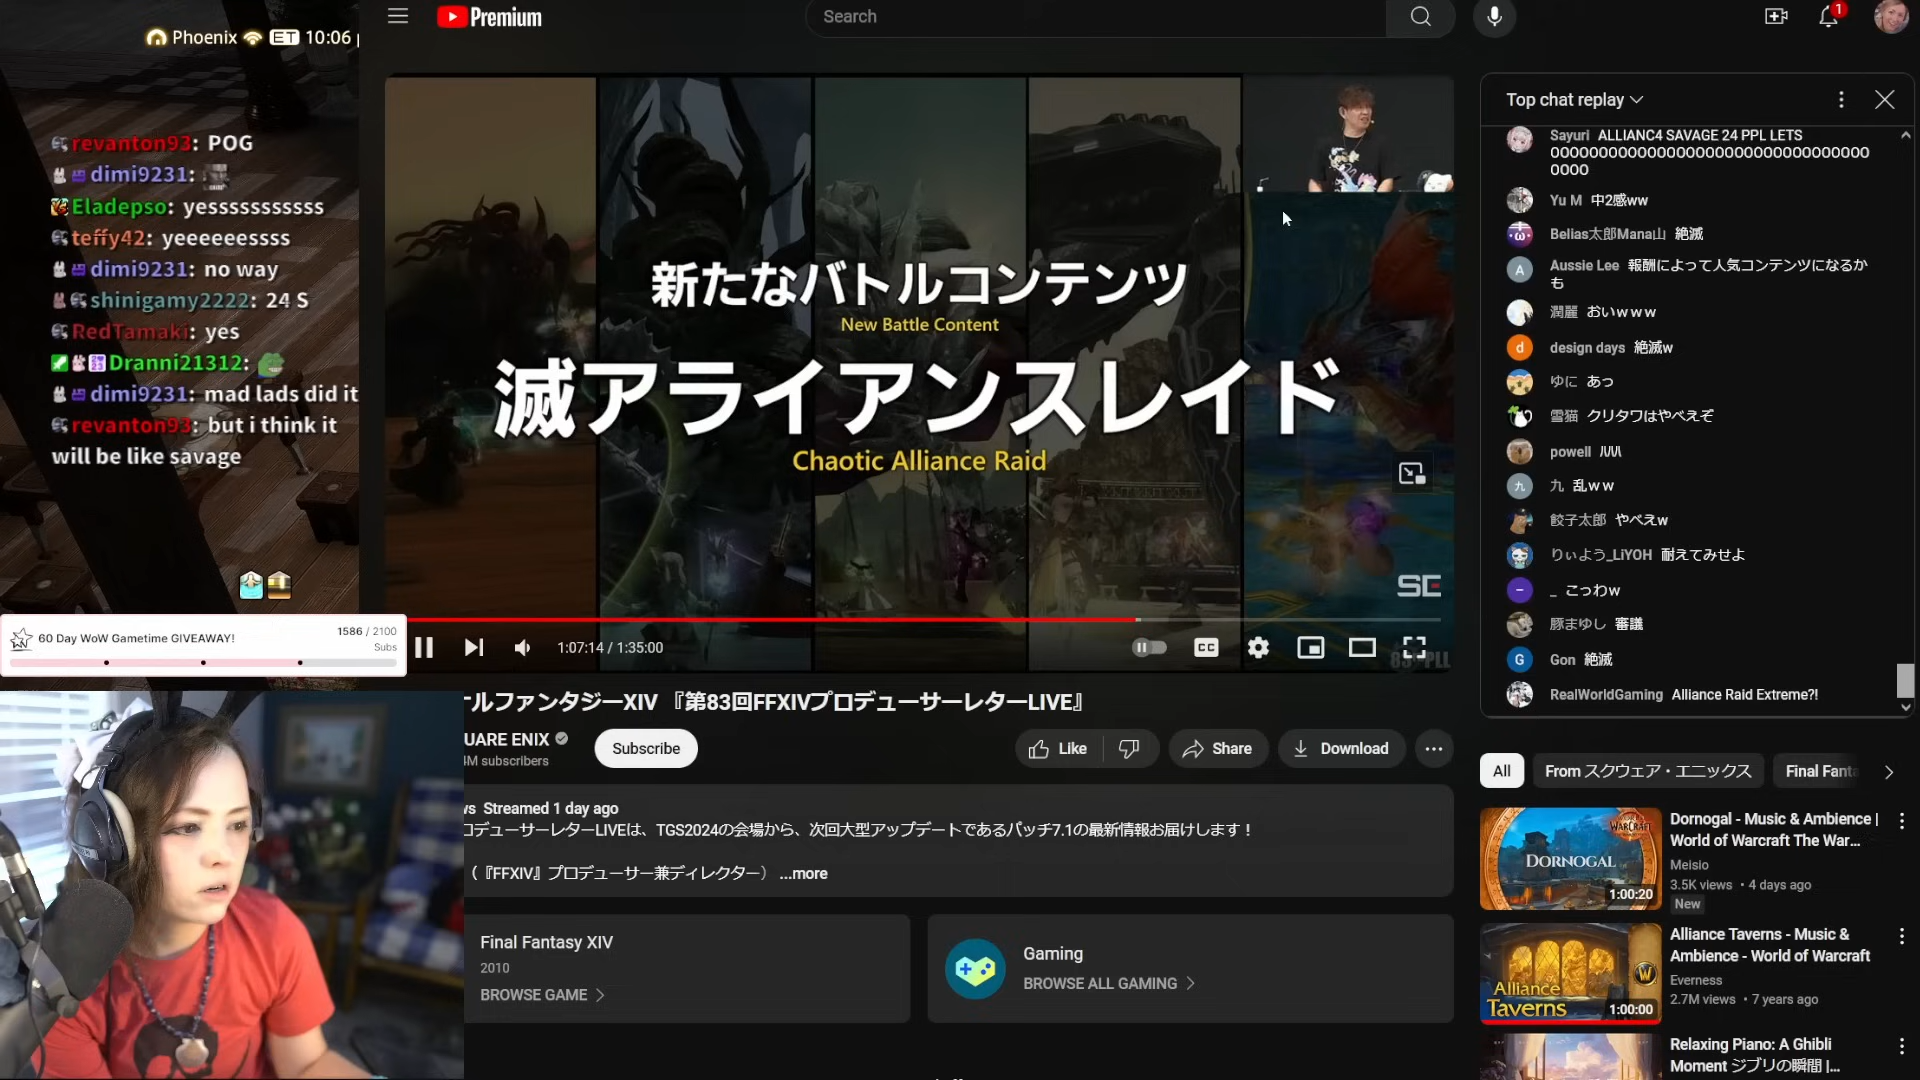 Phoenix ET 10:06
revanton93: POG
dimi9231:
Eladepso: yesssssssssss
teffy42: yeeeeeessss
dimi9231: no way
shinigamy2222: 24 S
RedTamaki: yes
Dranni21312:
dimi9231: mad lads did it
revanton93: but i think it
will be like savage
60 Day WoW Gametime GIVEAWAY!
1586 / 2100
Subs
Premium
Search
1
新たなバトルコンテンツ
New Battle Content
滅アライアンスレイド
Chaotic Alliance Raid
SE
1:07:14 / 1:35:00
CC
ールファンタジーXIV 『第83回FFXIVプロデューサーレターLIVE』
UARE ENIX
M subscribers
Subscribe
Like
Share
Download
Streamed 1 day ago
ロデューサーレターLIVEは、TGS2024の会場から、次回大型アップデートであるパッチ7.1の最新情報お届けします！
（『FFXIV』プロデューサー兼ディレクター） ...more
Final Fantasy XIV
2010
BROWSE GAME
Gaming
BROWSE ALL GAMING
Top chat replay
Sayuri ALLIANC4 SAVAGE 24 PPL LETS
OOOOOOOOOOOOOOOOOOOOOOOOOOOOOOOOO
OOOO
Yu M 中2感ww
Belias太郎Mana山 絶滅
Aussie Lee 報酬によって人気コンテンツになるか
も
潤麗 おいｗｗｗ
design days 絶滅w
ゆに あっ
雪猫 クリタワはやべえぞ
powell
九 乱ｗｗ
餃子太郎 やべえw
りぃよう_LiYOH 耐えてみせよ
_ こっわｗ
豚まゆし 審議
Gon 絶滅
RealWorldGaming Alliance Raid Extreme?!
All
From スクウェア・エニックス
Final Fanta
WARCRAFT
DORNOGAL
1:00:20
Dornogal - Music & Ambience |
World of Warcraft The War...
Meisio
3.5K views • 4 days ago
New
Alliance
Taverns
1:00:00
Alliance Taverns - Music &
Ambience - World of Warcraft
Everness
2.7M views • 7 years ago
Relaxing Piano: A Ghibli
Moment ジブリの瞬間 |...